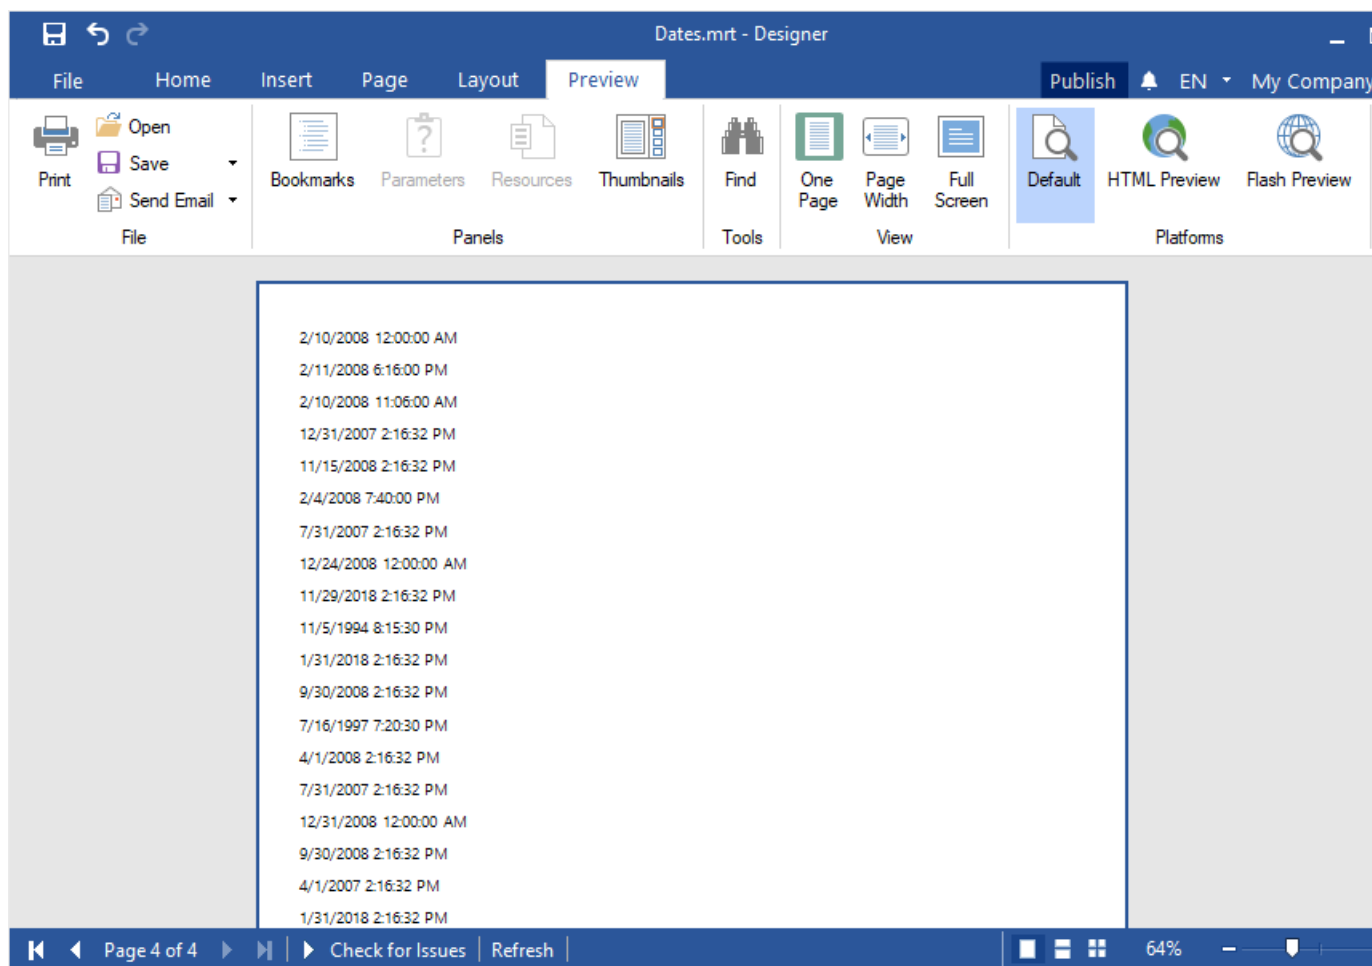 Dates.mrt - Designer
File Home Insert Page Layout Preview Publish EN My Company
Print Open Save Send Email Bookmarks Parameters Resources Thumbnails Find One Page Page Width Full Screen Default HTML Preview Flash Preview
File Panels Tools View Platforms
2/10/2008 12:00:00 AM
2/11/2008 6:16:00 PM
2/10/2008 11:06:00 AM
12/31/2007 2:16:32 PM
11/15/2008 2:16:32 PM
2/4/2008 7:40:00 PM
7/31/2007 2:16:32 PM
12/24/2008 12:00:00 AM
11/29/2018 2:16:32 PM
11/5/1994 8:15:30 PM
1/31/2018 2:16:32 PM
9/30/2008 2:16:32 PM
7/16/1997 7:20:30 PM
4/1/2008 2:16:32 PM
7/31/2007 2:16:32 PM
12/31/2008 12:00:00 AM
9/30/2008 2:16:32 PM
4/1/2007 2:16:32 PM
1/31/2018 2:16:32 PM
Page 4 of 4 Check for Issues Refresh 64%